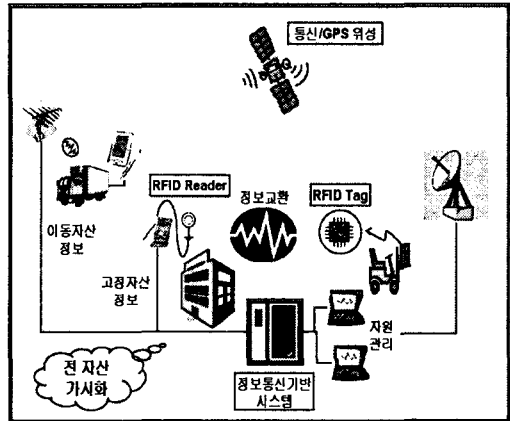 통신/GPS 위성
RFID Reader
정보교환
RFID Tag
이동자산
정보
고정자산
정보
자원
관리
전 자산
가시화
정보통신기반
시스템